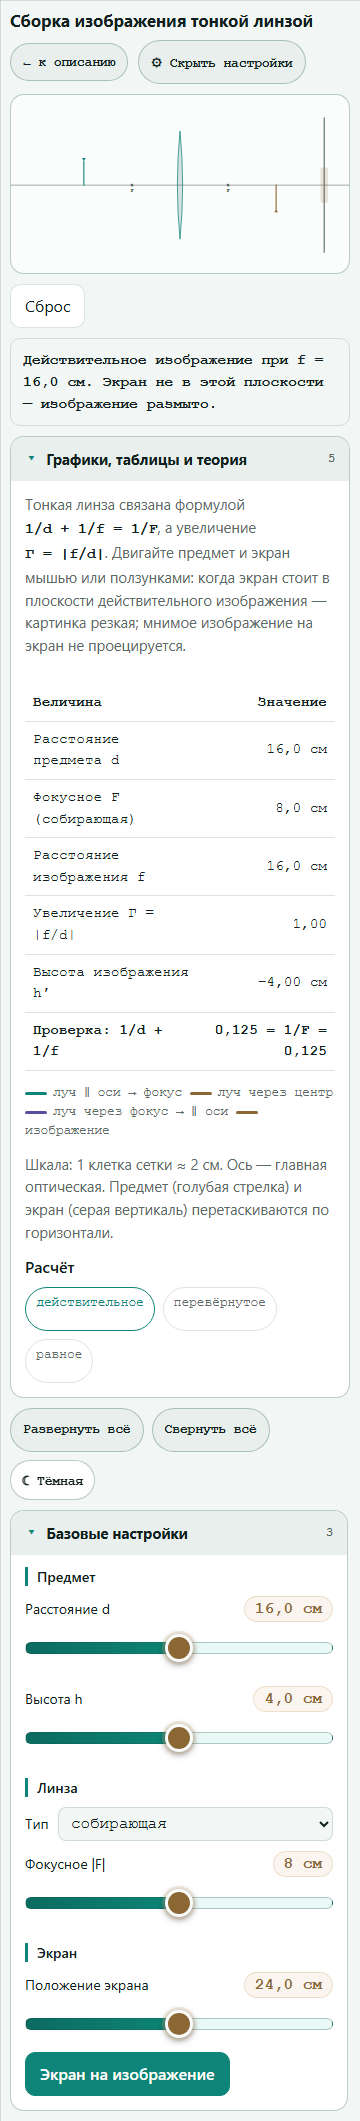 Сборка изображения тонкой линзой
← к описанию
⚙ Скрыть настройки
Сброс
Действительное изображение при f =
16,0 см. Экран не в этой плоскости
— изображение размыто.
Графики, таблицы и теория 5
Тонкая линза связана формулой
1/d + 1/f = 1/F, а увеличение
Γ = |f/d|. Двигайте предмет и экран
мышью или ползунками: когда экран стоит в
плоскости действительного изображения —
картинка резкая; мнимое изображение на
экран не проецируется.
Величина Значение
Расстояние
предмета d
16,0 см
Фокусное F
(собирающая)
8,0 см
Расстояние
изображения f
16,0 см
Увеличение Γ =
|f/d|
1,00
Высота изображения
h′
−4,00 см
Проверка: 1/d +
1/f
0,125 = 1/F =
0,125
луч ∥ оси → фокус луч через центр
луч через фокус → ∥ оси
изображение
Шкала: 1 клетка сетки ≈ 2 см. Ось — главная
оптическая. Предмет (голубая стрелка) и
экран (серая вертикаль) перетаскиваются по
горизонтали.
Расчёт
действительное
перевёрнутое
равное
Развернуть всё
Свернуть всё
☾ Тёмная
Базовые настройки 3
Предмет
Расстояние d 16,0 см
Высота h 4,0 см
Линза
Тип собирающая
Фокусное |F| 8 см
Экран
Положение экрана 24,0 см
Экран на изображение